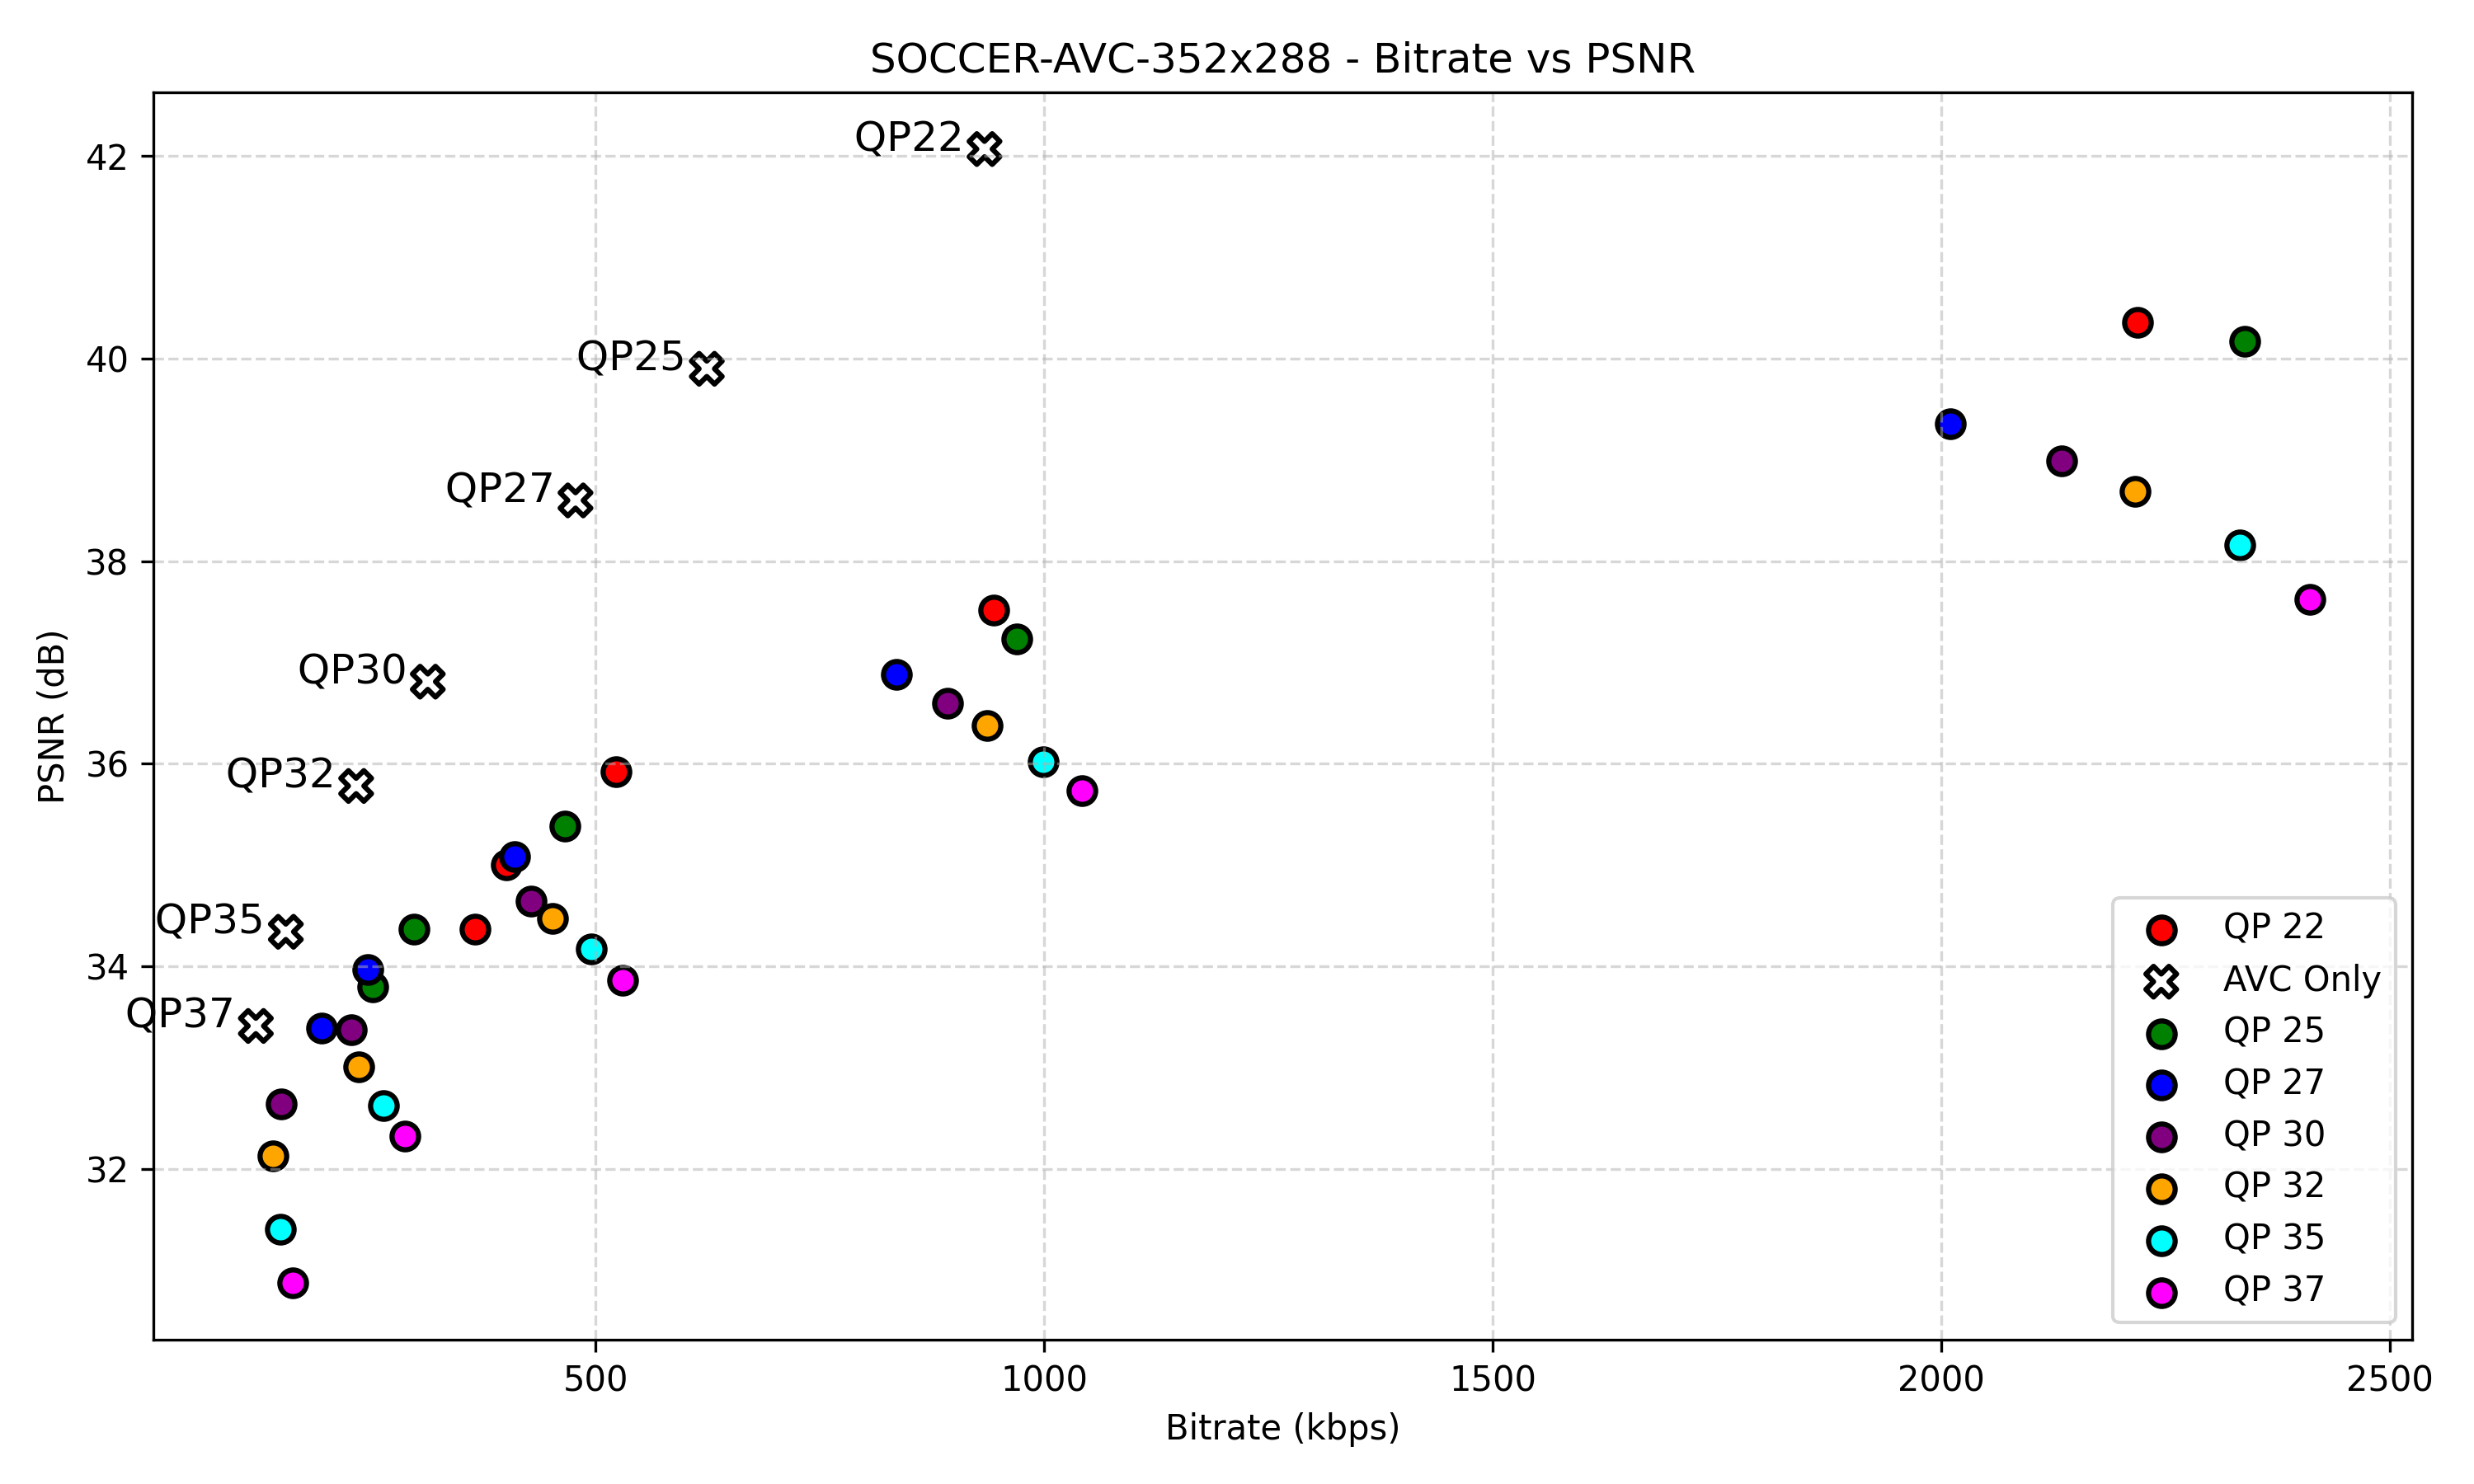 SOCCER-AVC-352x288 - Bitrate vs PSNR
QP22
42
QP25
40
QP27
38
QP30
36
QP32
QP35
34
QP37
32
PSNR (dB)
QP 22
AVC Only
QP 25
QP 27
QP 30
QP 32
QP 35
QP 37
500
1000
1500
2000
2500
Bitrate (kbps)